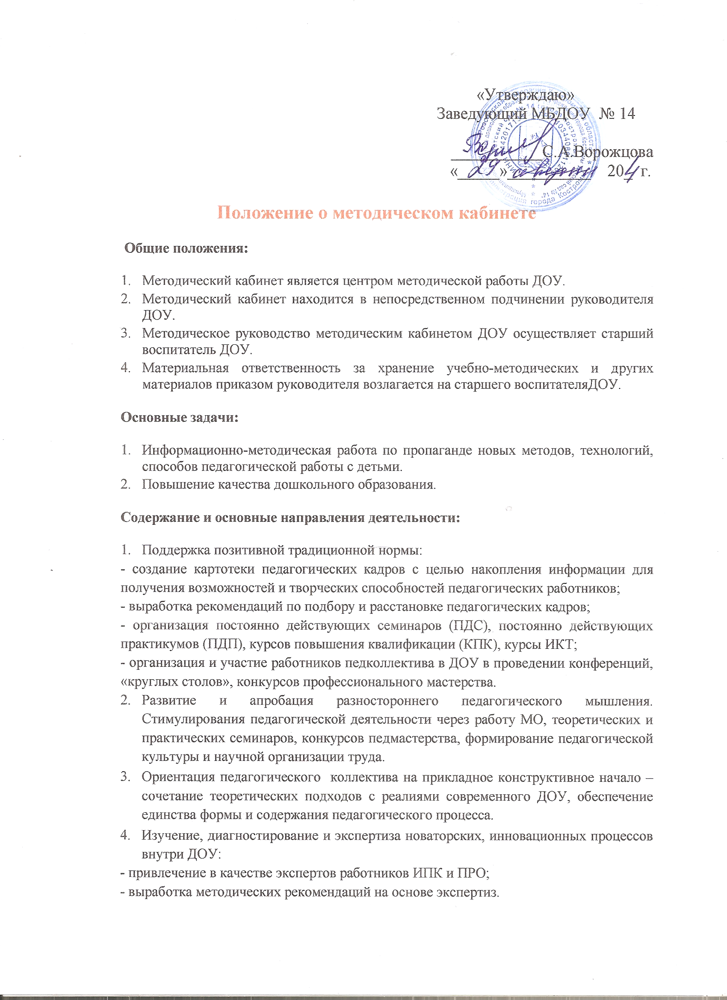 «Утверждаю»
Заведующий МБДОУ № 14
С.А.Ворожцова
«29» 20 г.
Положение о методическом кабинете
Общие положения:
1. Методический кабинет является центром методической работы ДОУ.
2. Методический кабинет находится в непосредственном подчинении руководителя
ДОУ.
3. Методическое руководство методическим кабинетом ДОУ осуществляет старший
воспитатель ДОУ.
4. Материальная ответственность за хранение учебно-методических и других
материалов приказом руководителя возлагается на старшего воспитателяДОУ.
Основные задачи:
1. Информационно-методическая работа по пропаганде новых методов, технологий,
способов педагогической работы с детьми.
2. Повышение качества дошкольного образования.
Содержание и основные направления деятельности:
1. Поддержка позитивной традиционной нормы:
- создание картотеки педагогических кадров с целью накопления информации для
получения возможностей и творческих способностей педагогических работников;
- выработка рекомендаций по подбору и расстановке педагогических кадров;
- организация постоянно действующих семинаров (ПДС), постоянно действующих
практикумов (ПДП), курсов повышения квалификации (КПК), курсы ИКТ;
- организация и участие работников педколлектива в ДОУ в проведении конференций,
«круглых столов», конкурсов профессионального мастерства.
2. Развитие и апробация разностороннего педагогического мышления.
Стимулирования педагогической деятельности через работу МО, теоретических и
практических семинаров, конкурсов педмастерства, формирование педагогической
культуры и научной организации труда.
3. Ориентация педагогического коллектива на прикладное конструктивное начало –
сочетание теоретических подходов с реалиями современного ДОУ, обеспечение
единства формы и содержания педагогического процесса.
4. Изучение, диагностирование и экспертиза новаторских, инновационных процессов
внутри ДОУ:
- привлечение в качестве экспертов работников ИПК и ПРО;
- выработка методических рекомендаций на основе экспертиз.